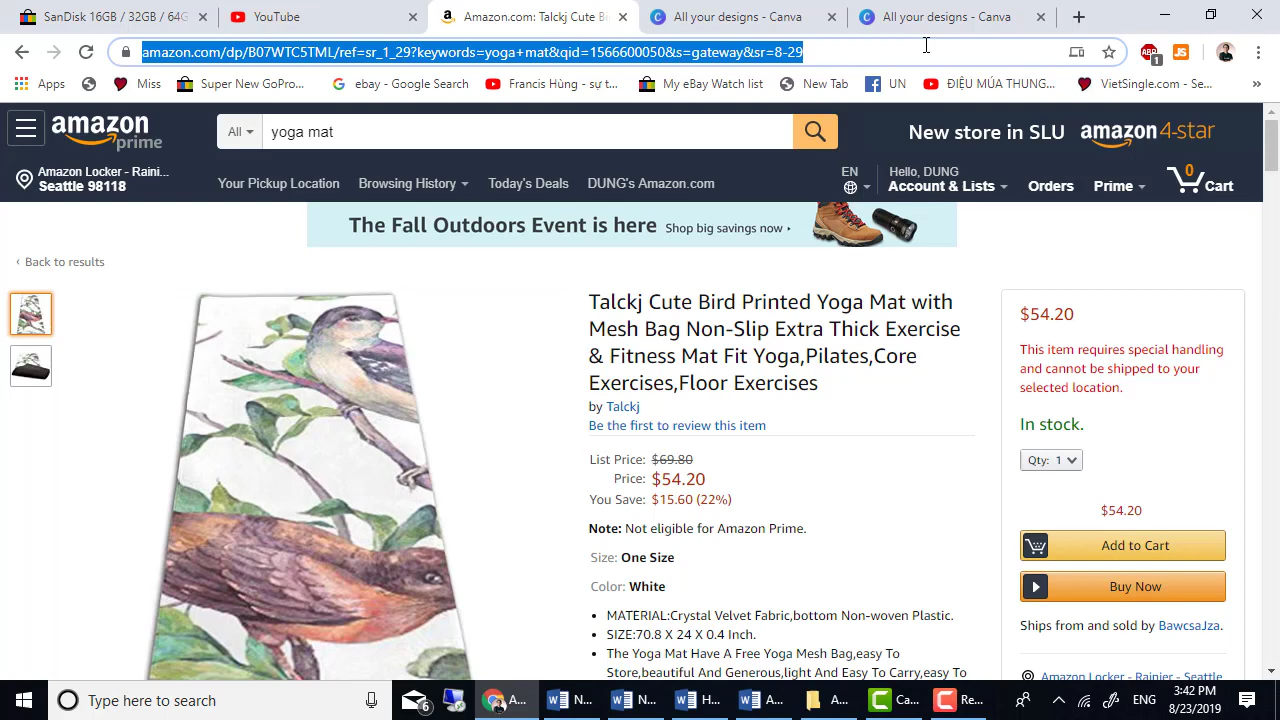 SanDisk 16GB / 32GB / 64G
YouTube
Amazon.com: Talckj Cute Bi
All your designs - Canva
All your designs - Canva
amazon.com/dp/B07WTC5TML/ref=sr_1_29?keywords=yoga+mat&qid=1566600050&s=gateway&sr=8-29
ABP
1
JS
Apps
Miss
Super New GoPro...
ebay - Google Search
Francis Hùng - sự t...
My eBay Watch list
New Tab
UN
ĐIỆU MÚA THUNG...
VietSingle.com - Ge...
amazon prime
All
yoga mat
New store in SLU amazon 4-star
Amazon Locker - Raini...
Seattle 98118
Your Pickup Location
Browsing History
Today's Deals
DUNG's Amazon.com
EN
Hello, DUNG
Account & Lists
Orders
Prime
0
Cart
The Fall Outdoors Event is here Shop big savings now ›
‹ Back to results
Talckj Cute Bird Printed Yoga Mat with
Mesh Bag Non-Slip Extra Thick Exercise
& Fitness Mat Fit Yoga,Pilates,Core
Exercises,Floor Exercises
by Talckj
Be the first to review this item
List Price: $69.80
Price: $54.20
You Save: $15.60 (22%)
Note: Not eligible for Amazon Prime.
Size: One Size
Color: White
• MATERIAL:Crystal Velvet Fabric,bottom Non-woven Plastic.
• SIZE:70.8 X 24 X 0.4 Inch.
• The Yoga Mat Have A Free Yoga Mesh Bag,easy To
Store,beautiful And Generous,light And Easy To Carry,easy To
$54.20
This item requires special handling
and cannot be shipped to your
selected location.
In stock.
Qty: 1
$54.20
Add to Cart
Buy Now
Ships from and sold by BawcsaJza.
Amazon Locker - Rainier - Seattle
Type here to search
6
A...
N...
N...
H...
A...
A...
Ca...
Re...
ENG
3:42 PM
8/23/2019